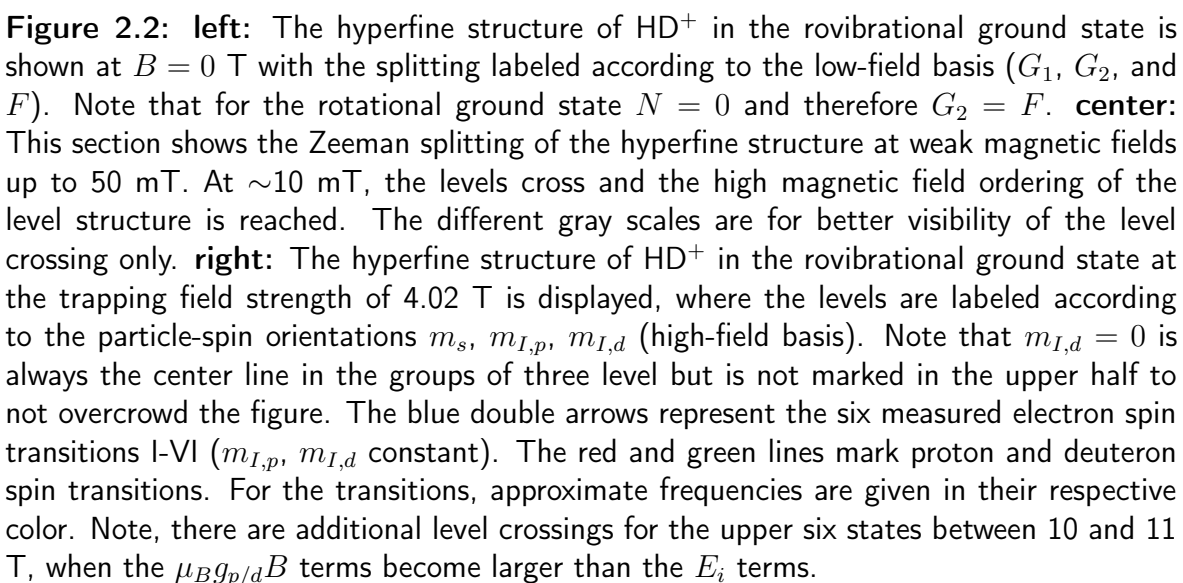 Figure 2.2: left: The hyperfine structure of HD⁺ in the rovibrational ground state is
shown at B = 0 T with the splitting labeled according to the low-field basis (G₁, G₂, and
F). Note that for the rotational ground state N = 0 and therefore G₂ = F. center:
This section shows the Zeeman splitting of the hyperfine structure at weak magnetic fields
up to 50 mT. At ∼10 mT, the levels cross and the high magnetic field ordering of the
level structure is reached. The different gray scales are for better visibility of the level
crossing only. right: The hyperfine structure of HD⁺ in the rovibrational ground state at
the trapping field strength of 4.02 T is displayed, where the levels are labeled according
to the particle-spin orientations mₛ, m_{I,p}, m_{I,d} (high-field basis). Note that m_{I,d} = 0 is
always the center line in the groups of three level but is not marked in the upper half to
not overcrowd the figure. The blue double arrows represent the six measured electron spin
transitions I-VI (m_{I,p}, m_{I,d} constant). The red and green lines mark proton and deuteron
spin transitions. For the transitions, approximate frequencies are given in their respective
color. Note, there are additional level crossings for the upper six states between 10 and 11
T, when the μ_B g_{p/d} B terms become larger than the E_i terms.